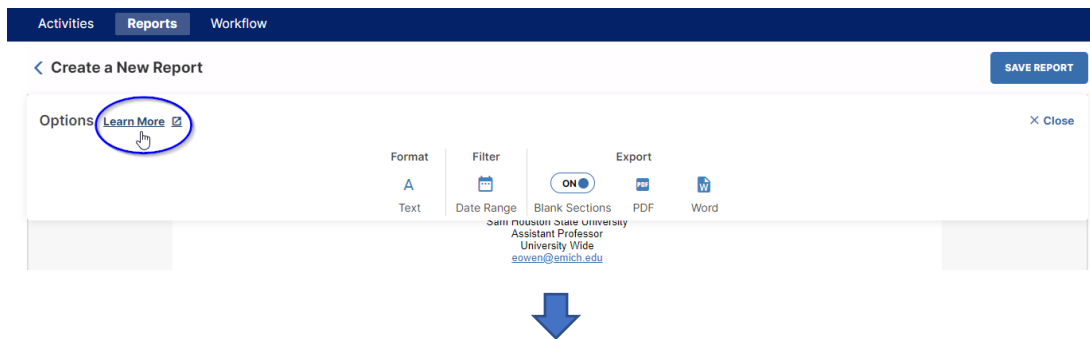 Activities Reports Workflow
Create a New Report SAVE REPORT
Options Learn More Close
Format Filter Export
A ON PDF W
Text Date Range Blank Sections PDF Word
Sam Houston State University
Assistant Professor
University Wide
eowen@emich.edu